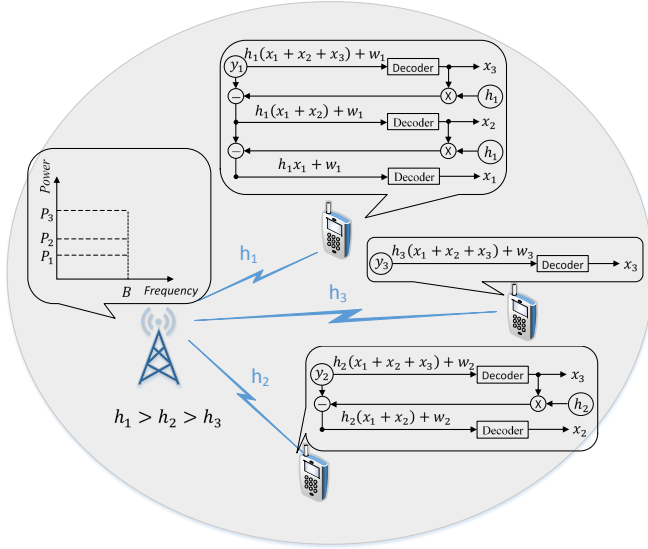 h₁(x₁ + x₂ + x₃) + w₁
y₁
Decoder
x₃
−
X
h₁
h₁(x₁ + x₂) + w₁
Decoder
x₂
−
X
h₁
h₁x₁ + w₁
Decoder
x₁
Power
P₃
P₂
P₁
B
Frequency
h₃(x₁ + x₂ + x₃) + w₃
y₃
Decoder
x₃
h₁
h₃
h₂
h₁ > h₂ > h₃
h₂(x₁ + x₂ + x₃) + w₂
y₂
Decoder
x₃
−
X
h₂
h₂(x₁ + x₂) + w₂
Decoder
x₂